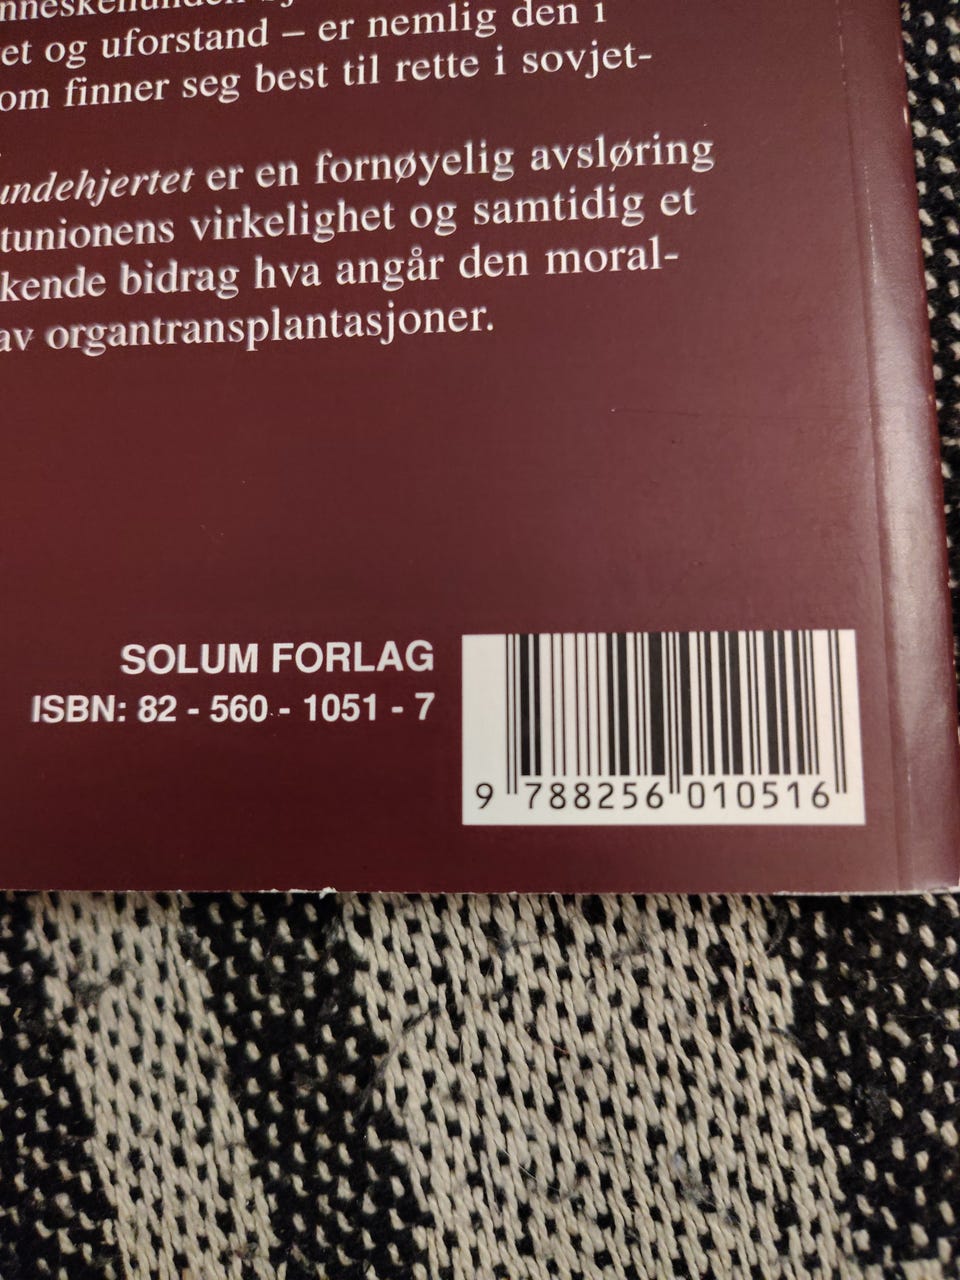 et og uforstand – er nemlig den i
om finner seg best til rette i sovjet-
undehjertet er en fornøyelig avsløring
tunionens virkelighet og samtidig et
kende bidrag hva angår den moral-
av organtransplantasjoner.
SOLUM FORLAG
ISBN: 82 - 560 - 1051 - 7
9 788256 010516